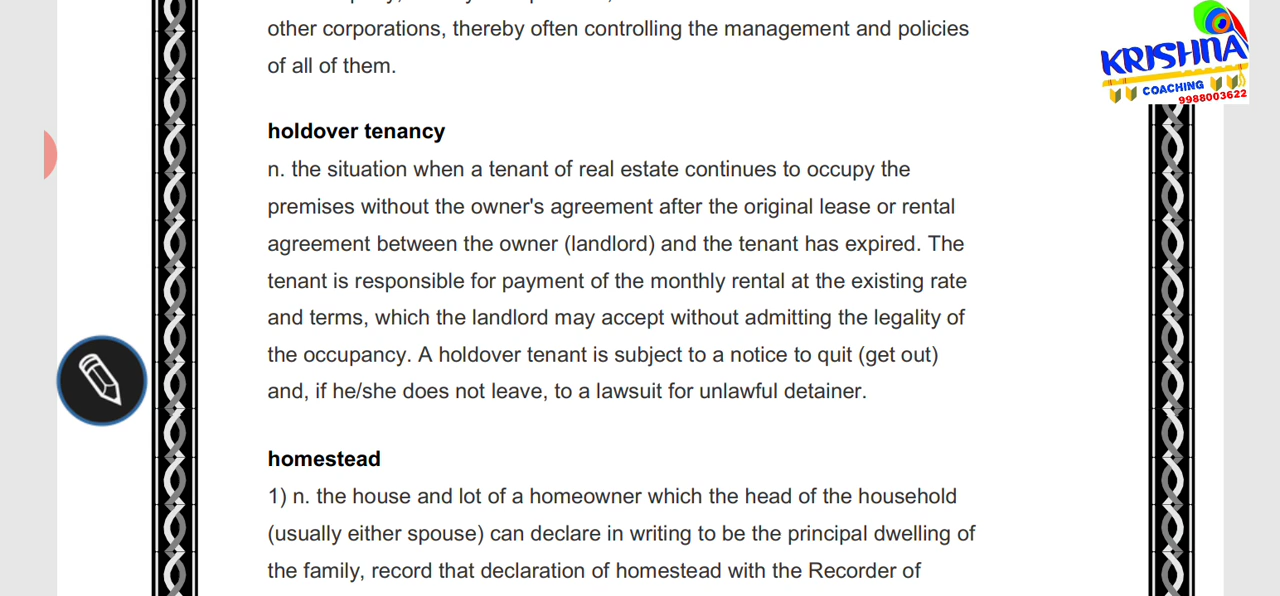 other corporations, thereby often controlling the management and policies
of all of them.
KRISHNA
COACHING
9988003622
holdover tenancy
n. the situation when a tenant of real estate continues to occupy the
premises without the owner's agreement after the original lease or rental
agreement between the owner (landlord) and the tenant has expired. The
tenant is responsible for payment of the monthly rental at the existing rate
and terms, which the landlord may accept without admitting the legality of
the occupancy. A holdover tenant is subject to a notice to quit (get out)
and, if he/she does not leave, to a lawsuit for unlawful detainer.
homestead
1) n. the house and lot of a homeowner which the head of the household
(usually either spouse) can declare in writing to be the principal dwelling of
the family, record that declaration of homestead with the Recorder of